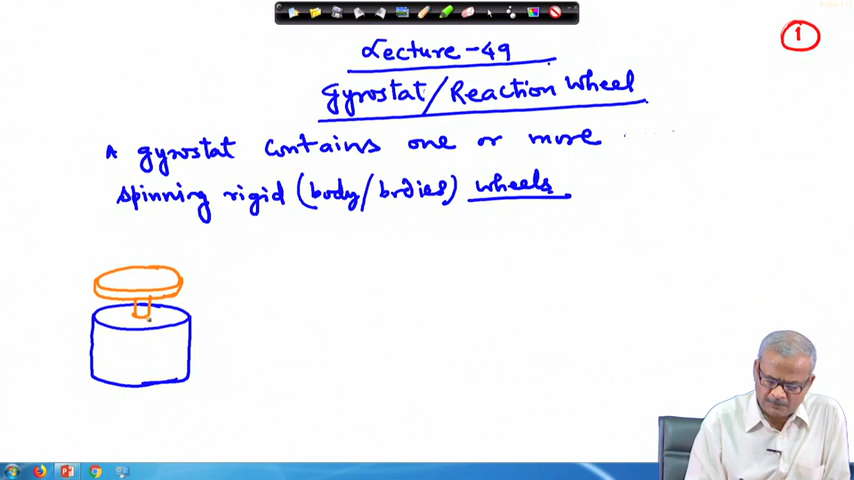 1
Lecture-49
Gyrostat/Reaction Wheel
A gyrostat contains one or more
spinning rigid (body/bodies) wheels